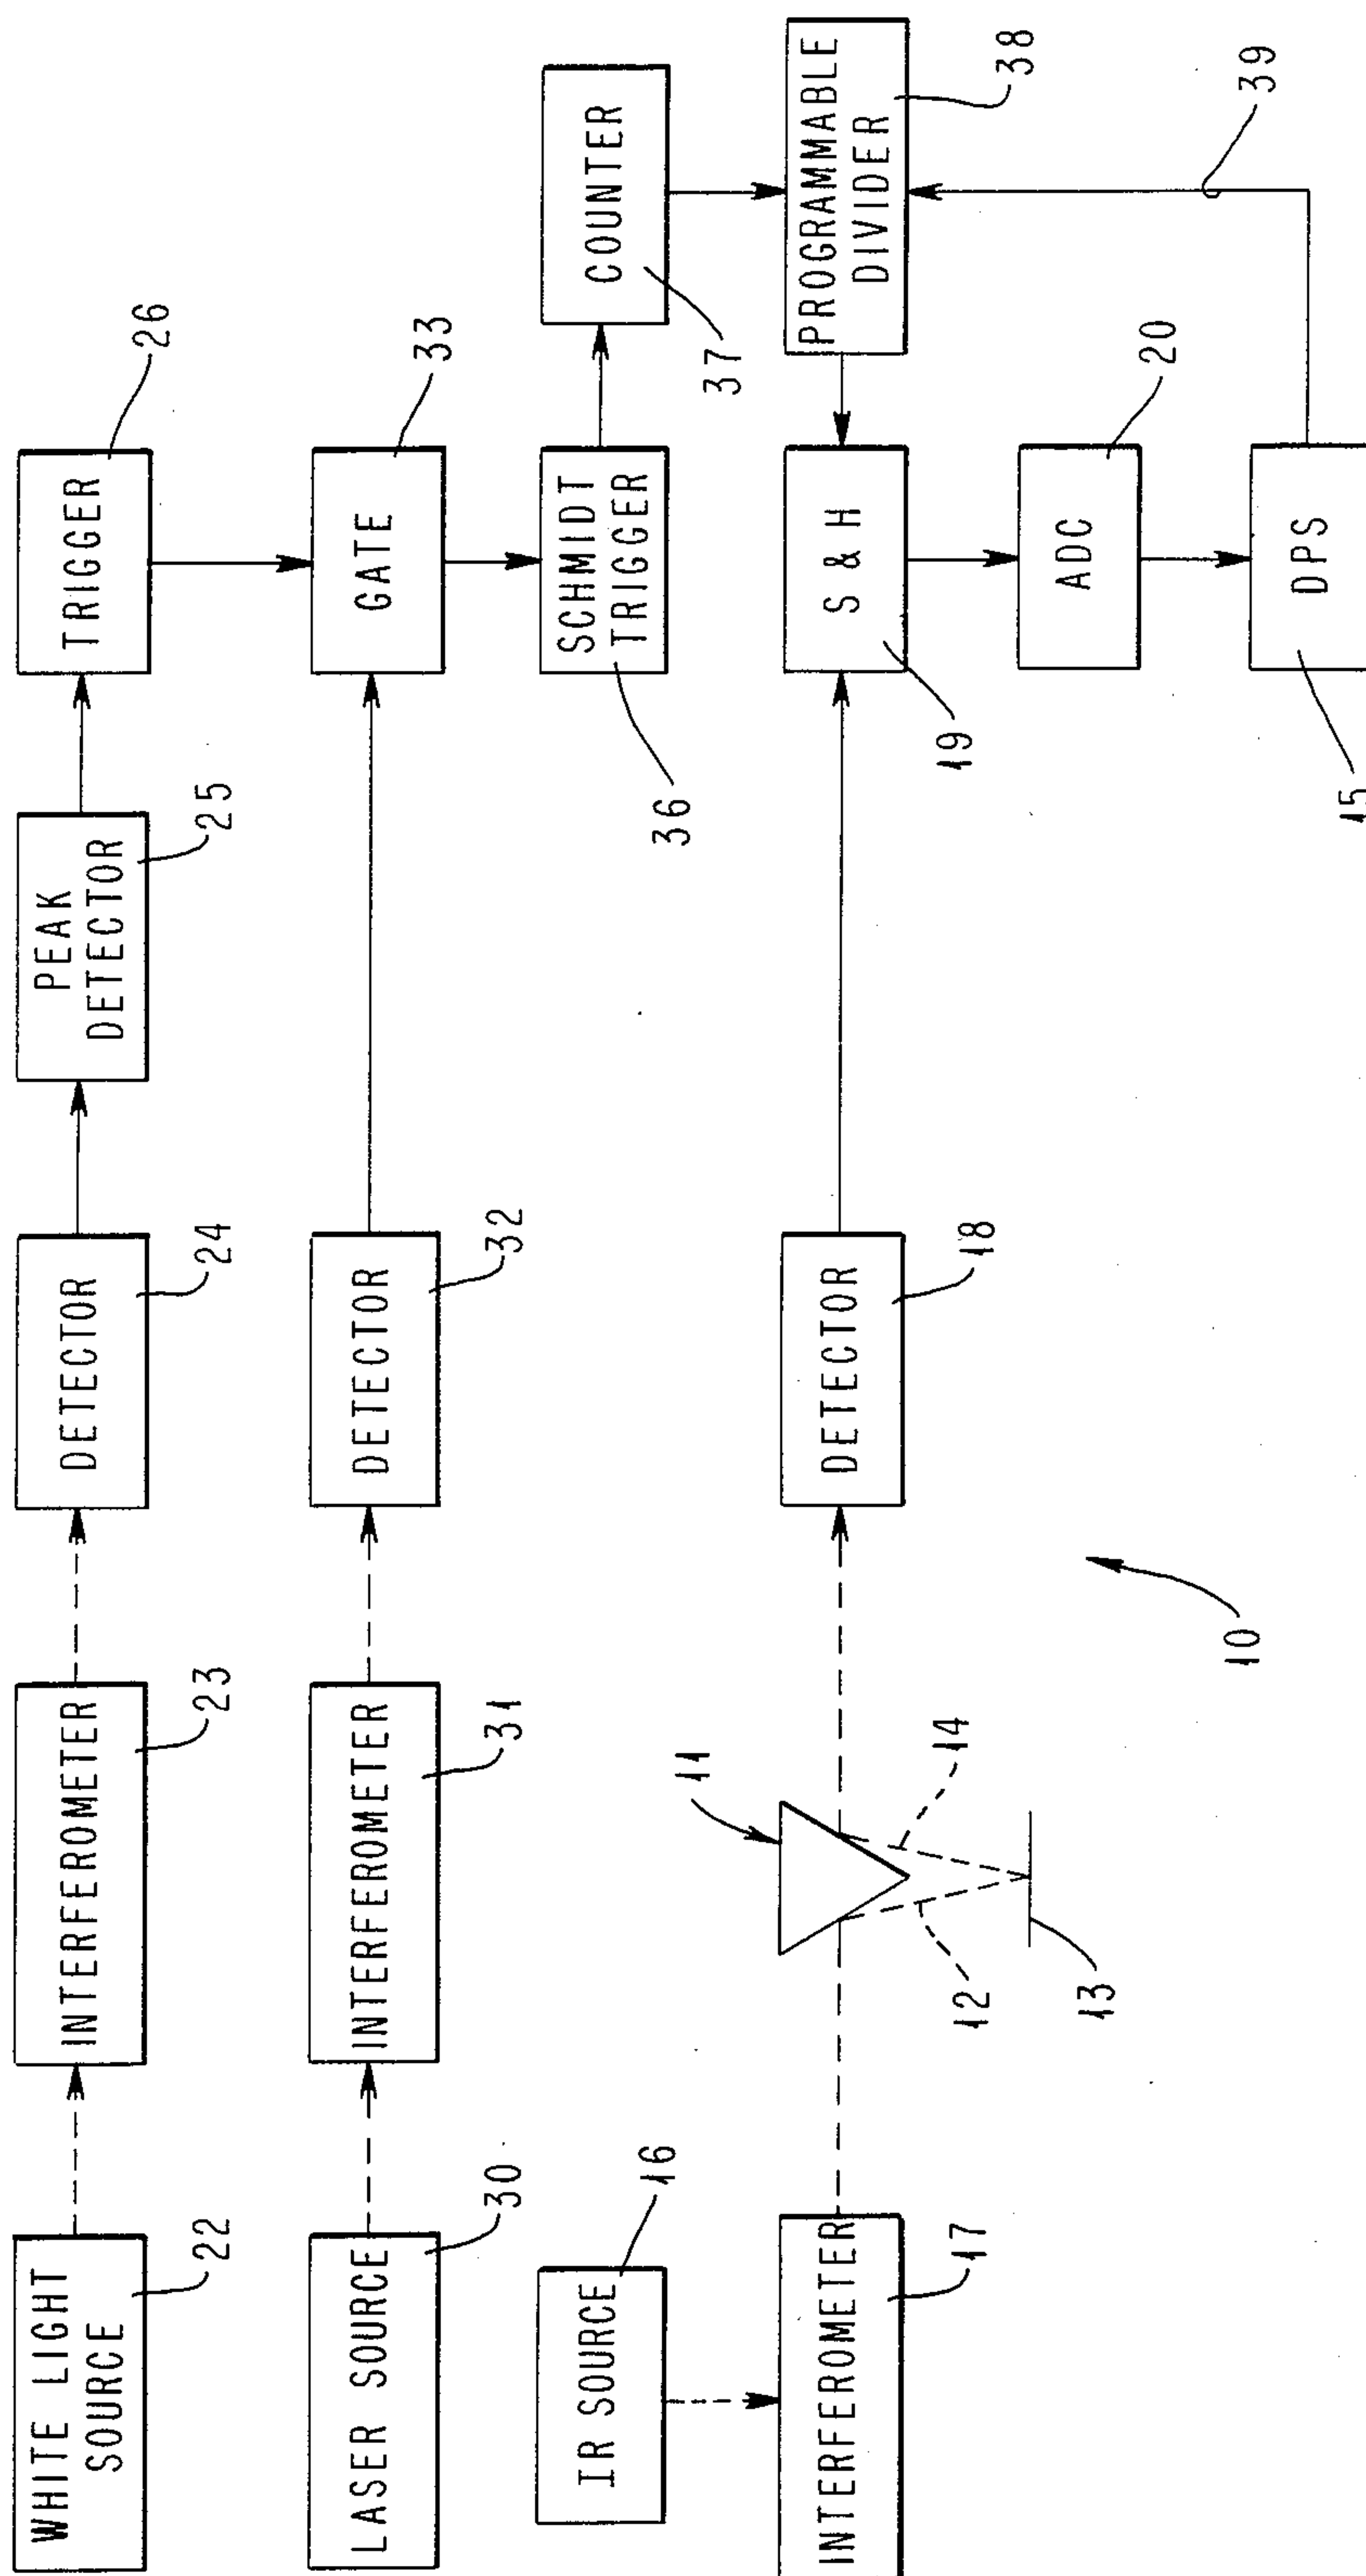 WHITE LIGHT
SOURCE
22
INTERFEROMETER
23
DETECTOR
24
PEAK
DETECTOR
25
TRIGGER
26
LASER SOURCE
30
INTERFEROMETER
31
DETECTOR
32
GATE
33
IR SOURCE
16
SCHMIDT
TRIGGER
36
COUNTER
37
INTERFEROMETER
17
11
12
14
13
DETECTOR
18
S & H
19
PROGRAMMABLE
DIVIDER
38
ADC
20
DPS
15
39
10